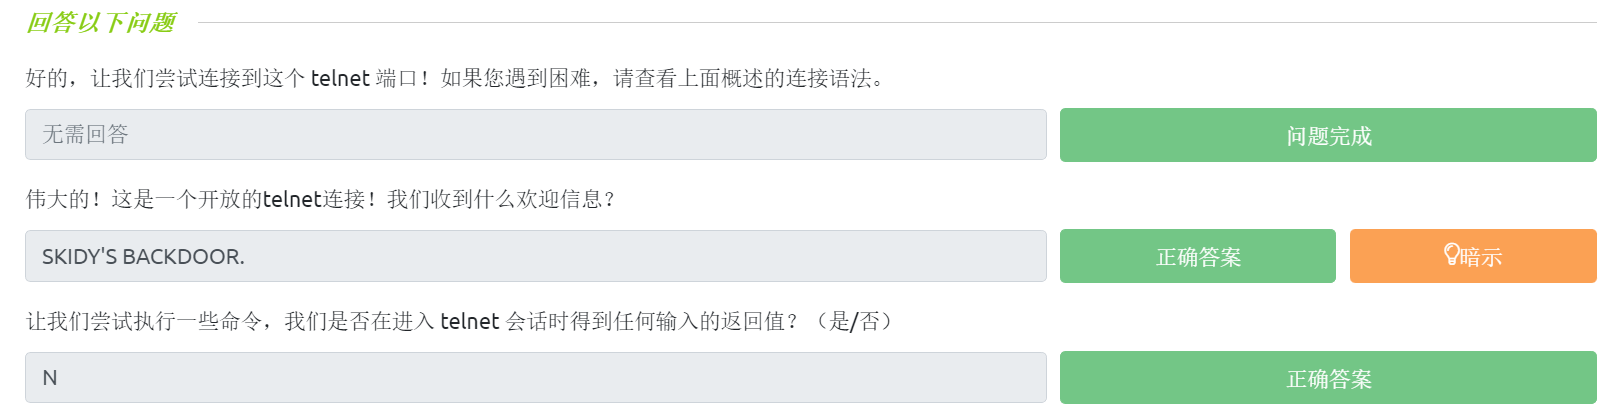 回答以下问题
好的，让我们尝试连接到这个 telnet 端口！如果您遇到困难，请查看上面概述的连接语法。
无需回答
问题完成
伟大的！这是一个开放的telnet连接！我们收到什么欢迎信息？
SKIDY'S BACKDOOR.
正确答案
暗示
让我们尝试执行一些命令，我们是否在进入 telnet 会话时得到任何输入的返回值？（是/否）
N
正确答案